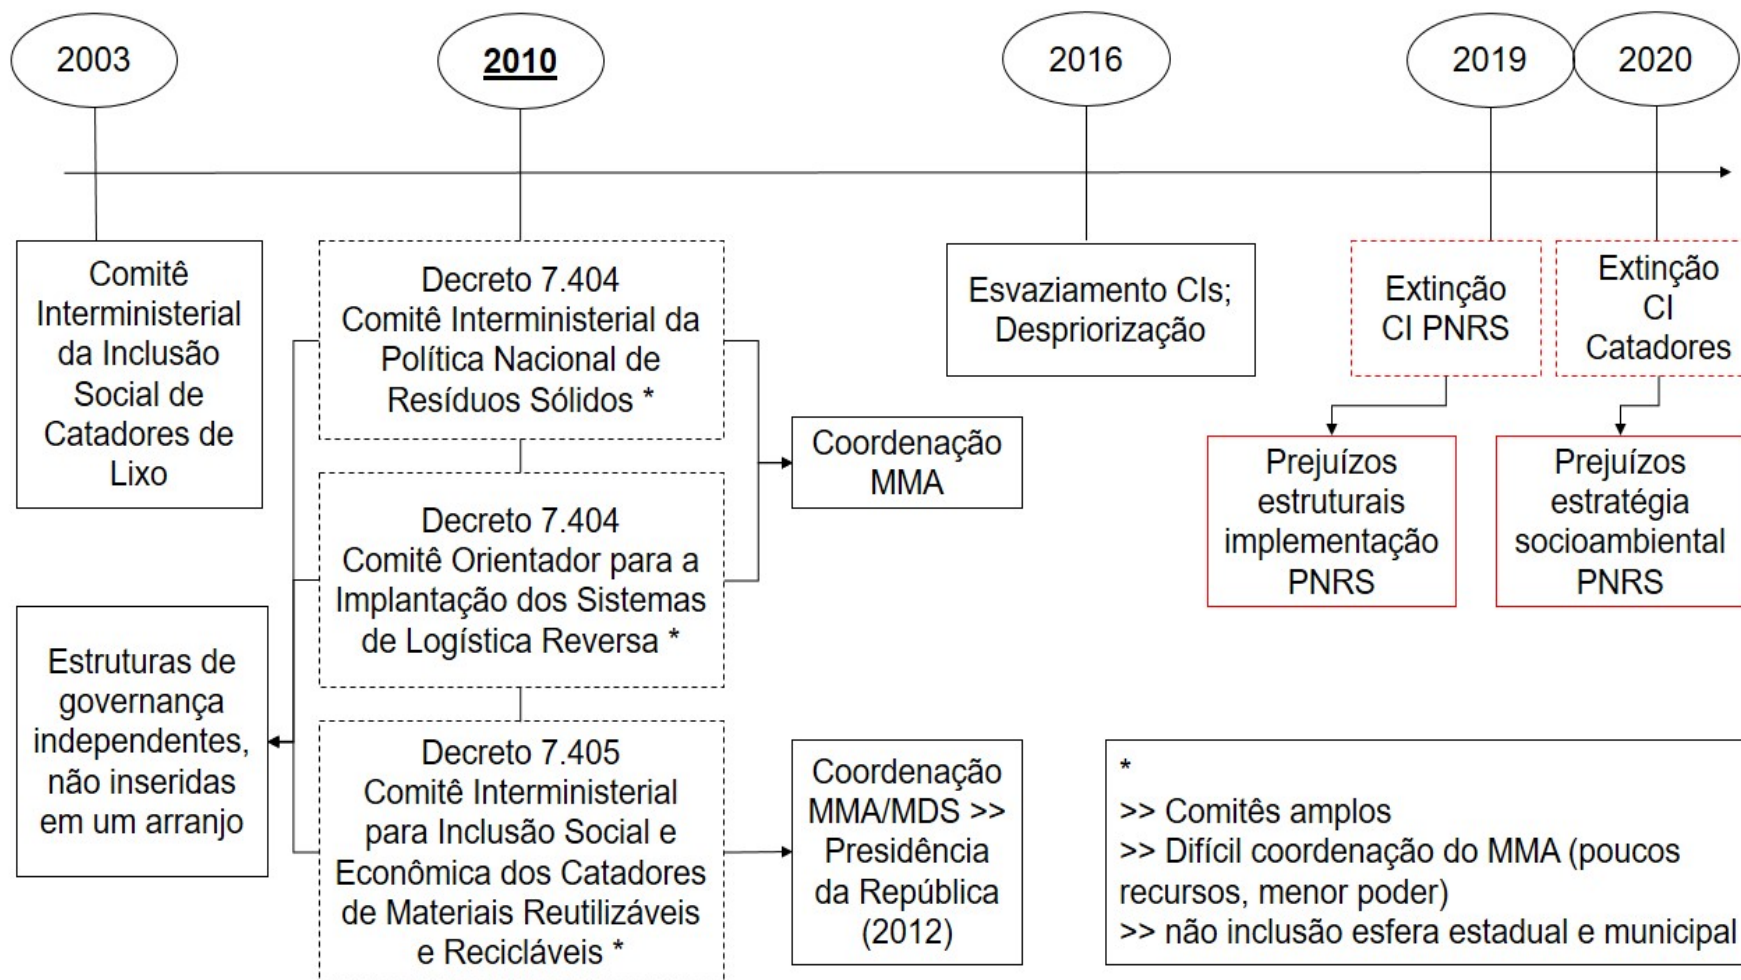 2003
2010
2016
2019
2020
Comitê
Interministerial
da Inclusão
Social de
Catadores de
Lixo
Decreto 7.404
Comitê Interministerial da
Política Nacional de
Resíduos Sólidos *
Decreto 7.404
Comitê Orientador para a
Implantação dos Sistemas
de Logística Reversa *
Decreto 7.405
Comitê Interministerial
para Inclusão Social e
Econômica dos Catadores
de Materiais Reutilizáveis
e Recicláveis *
Estruturas de
governança
independentes,
não inseridas
em um arranjo
Coordenação
MMA
Coordenação
MMA/MDS >>
Presidência
da República
(2012)
Esvaziamento CIs;
Despriorização
Extinção
CI PNRS
Extinção
CI
Catadores
Prejuízos
estruturais
implementação
PNRS
Prejuízos
estratégia
socioambiental
PNRS
*
>> Comitês amplos
>> Difícil coordenação do MMA (poucos
recursos, menor poder)
>> não inclusão esfera estadual e municipal